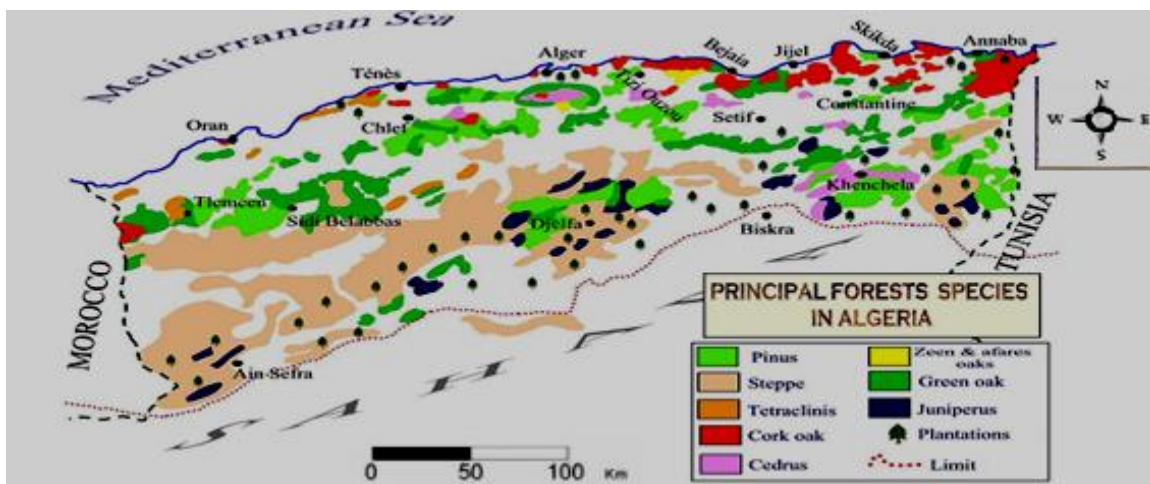 Mediterranean Sea
Alger
Bejaia
Jijel
Skikda
Annaba
Ténès
Tizi Ouzou
Constantine
Oran
Chlef
Setif
N
W
E
S
Tlemcen
Sidi Belabbas
Khenchela
Djelfa
Biskra
MOROCCO
TUNISIA
Ain-Sefra
SAHARA
PRINCIPAL FORESTS SPECIES
IN ALGERIA
Pinus
Zeen & afares
oaks
Steppe
Green oak
Tetraclinis
Juniperus
Cork oak
Plantations
Cedrus
Limit
0
50
100
Km